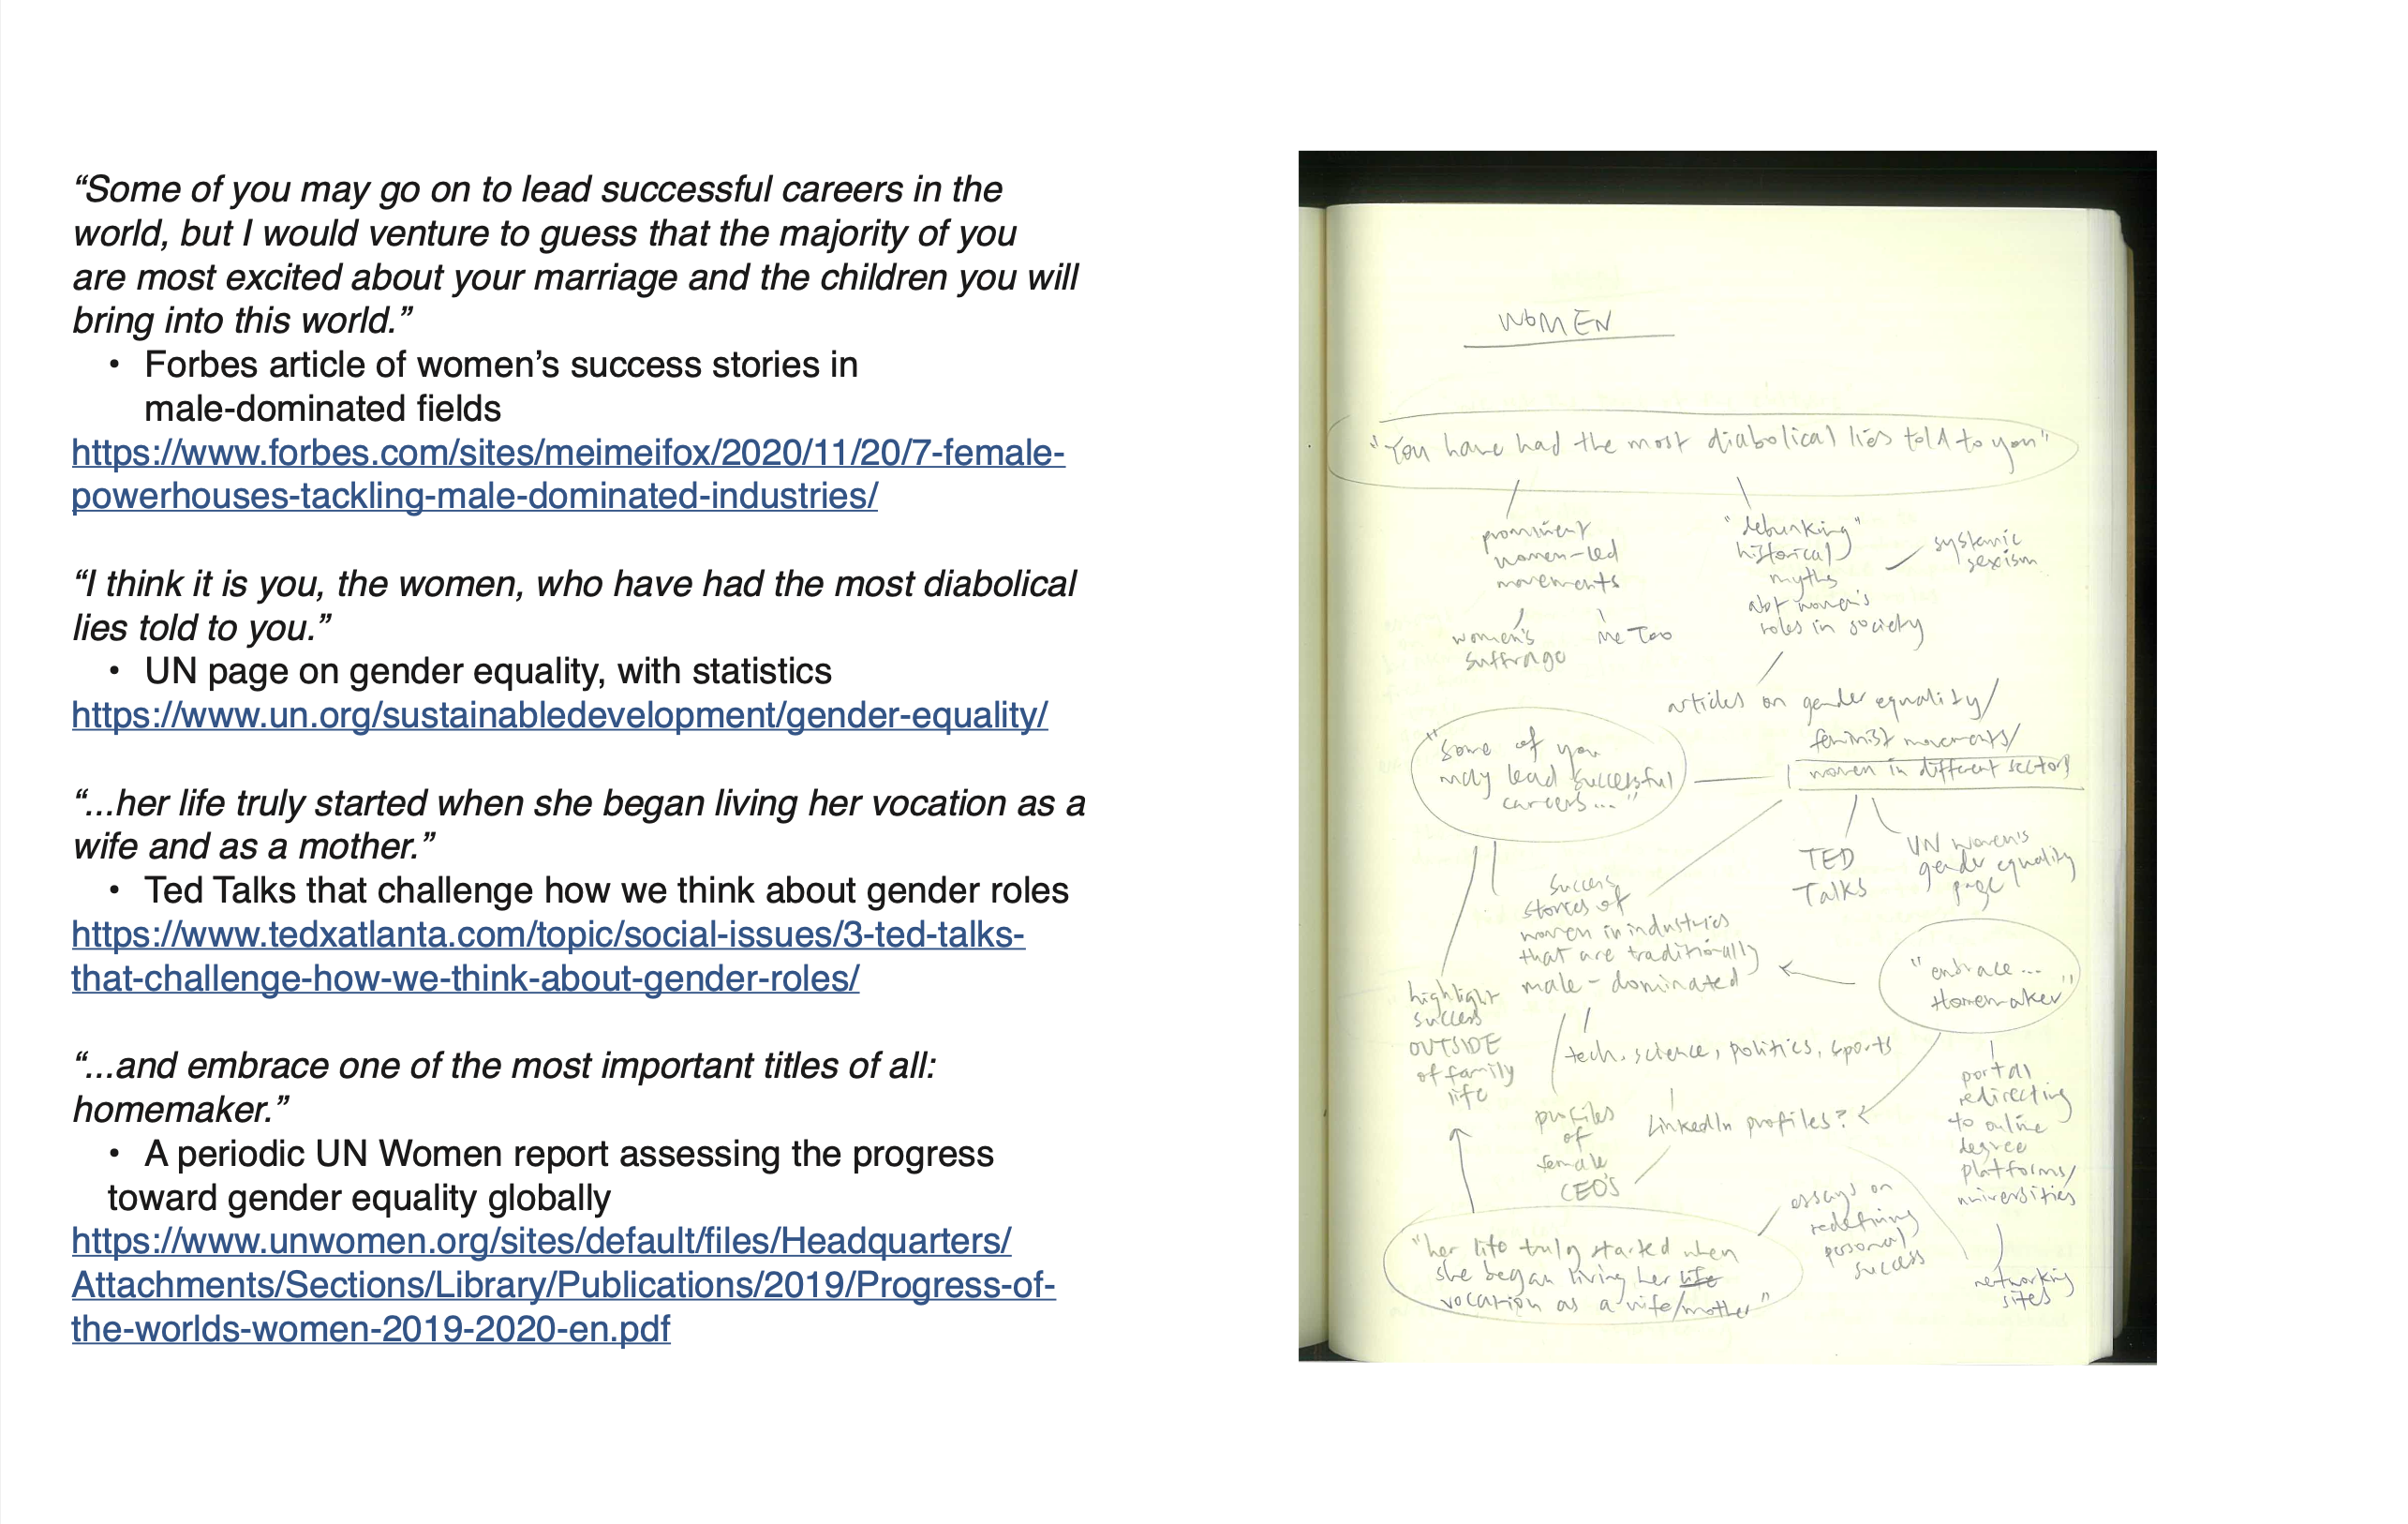 “Some of you may go on to lead successful careers in the
world, but I would venture to guess that the majority of you
are most excited about your marriage and the children you will
bring into this world.”
• Forbes article of women’s success stories in
male-dominated fields
https://www.forbes.com/sites/meimeifox/2020/11/20/7-female-
powerhouses-tackling-male-dominated-industries/
“I think it is you, the women, who have had the most diabolical
lies told to you.”
• UN page on gender equality, with statistics
https://www.un.org/sustainabledevelopment/gender-equality/
“...her life truly started when she began living her vocation as a
wife and as a mother.”
• Ted Talks that challenge how we think about gender roles
https://www.tedxatlanta.com/topic/social-issues/3-ted-talks-
that-challenge-how-we-think-about-gender-roles/
“...and embrace one of the most important titles of all:
homemaker.”
• A periodic UN Women report assessing the progress
toward gender equality globally
https://www.unwomen.org/sites/default/files/Headquarters/
Attachments/Sections/Library/Publications/2019/Progress-of-
the-worlds-women-2019-2020-en.pdf
WOMEN
"You have had the most diabolical lies told to you"
prominent
women-led
movements
women's
suffrage
Me Too
"debunking"
historical
myths
abt women's
roles in society
systemic
sexism
articles on gender equality/
feminist movements/
women in different sectors
"some of you
may lead successful
careers..."
TED
Talks
UN Women's
gender equality
page
success
stories of
women in industries
that are traditionally
male-dominated
"embrace...
Homemaker"
highlight
success
OUTSIDE
of family
life
tech, science, politics, sports
profiles
of
female
CEO's
LinkedIn profiles?
portal
redirecting
to online
degree
platforms/
universities
essays on
redefining
personal
success
networking
sites
"her life truly started when
she began living her life
vocation as a wife/mother"